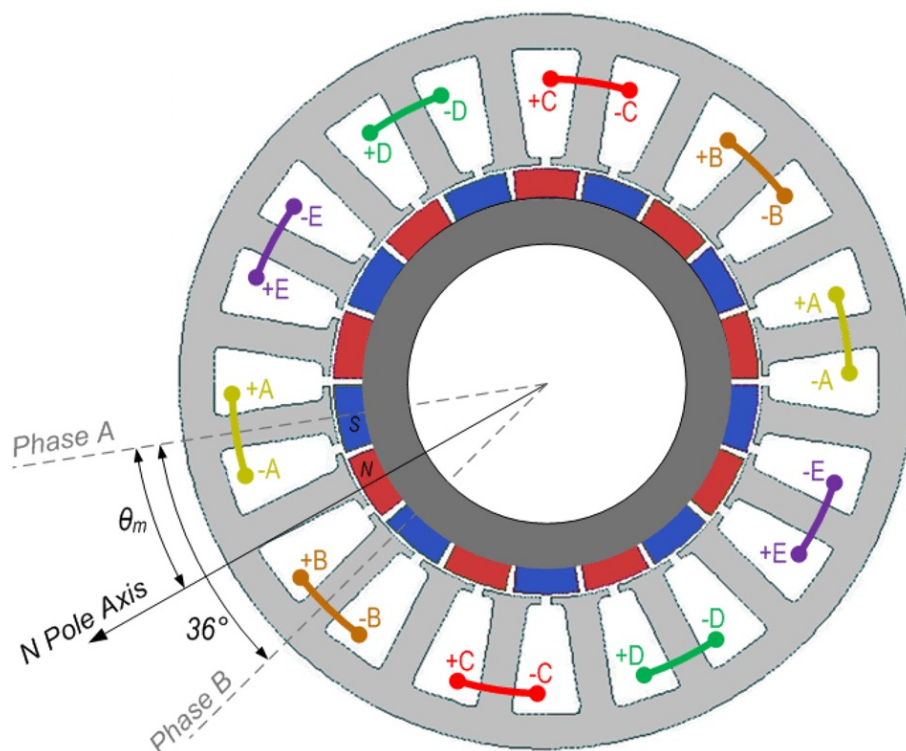 +C
-C
-D
+D
+B
-B
-E
+E
+A
-A
+A
-A
Phase A
S
N
θm
-E
+E
+B
-B
N Pole Axis
36°
-D
+D
+C
-C
Phase B